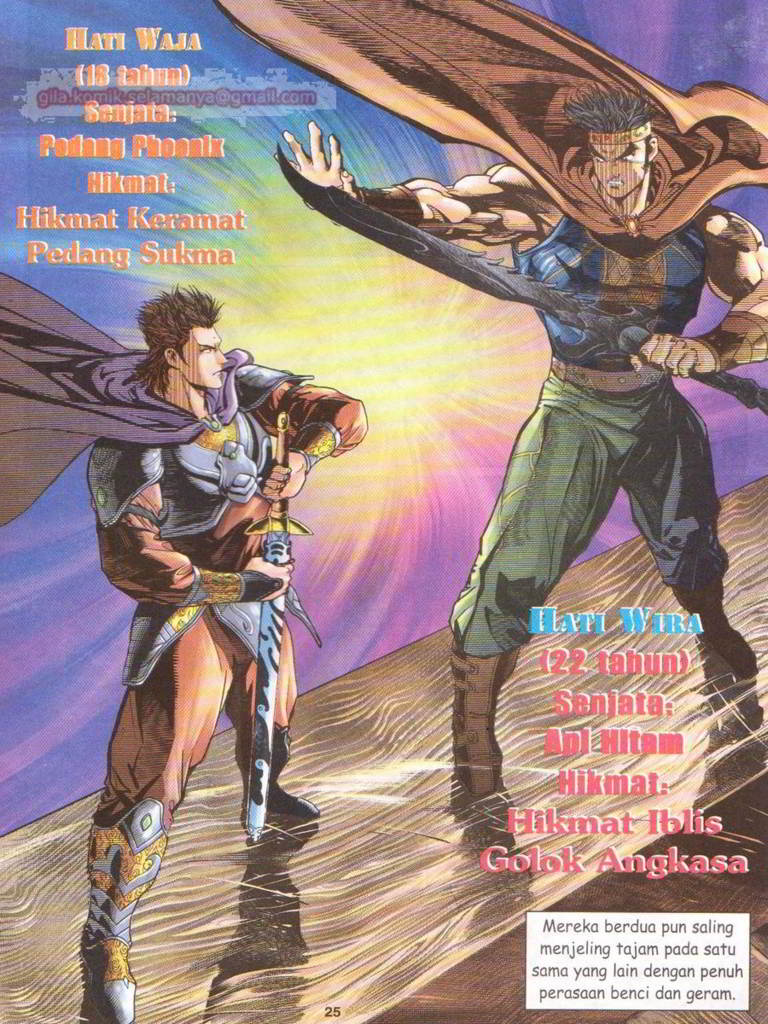 HATI WAJA
(18 tahun)
gila.komik.selamanya@gmail.com
Senjata:
Pedang Phoenix
Hikmat:
Hikmat Keramat
Pedang Sukma
HATI WIRA
(22 tahun)
Senjata:
Api Hitam
Hikmat:
Hikmat Iblis
Golok Angkasa
Mereka berdua pun saling
menjeling tajam pada satu
sama yang lain dengan penuh
perasaan benci dan geram.
25